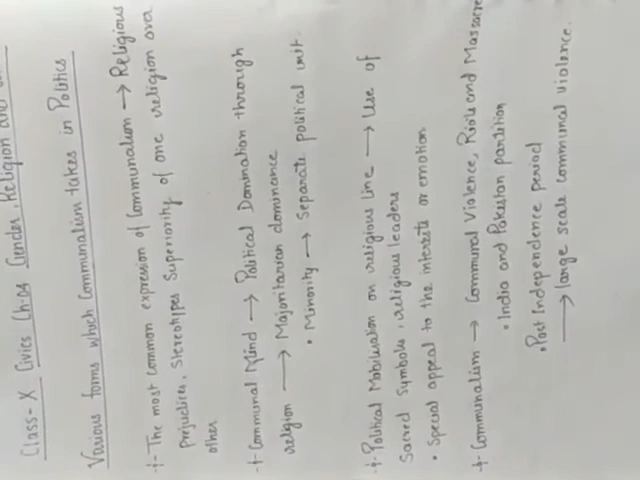 Class-X Civics Ch-04 Gender, Religion and
Various forms which Communalism takes in Politics
-|- The most common expression of Communalism → Religious
Prejudices, Stereotypes Superiority of one religion over
other
-|- Communal Mind → Political Domination through
religion → Majoritarian dominance
• Minority → Separate political unit.
-|- Political Mobilisation on religious line → Use of
Sacred Symbols, religious leaders
• Special appeal to the interests or emotion
-|- Communalism → Communal Violence, Riots and Massacre
• India and Pakistan partition
• Post Independence period
→ large scale communal violence.